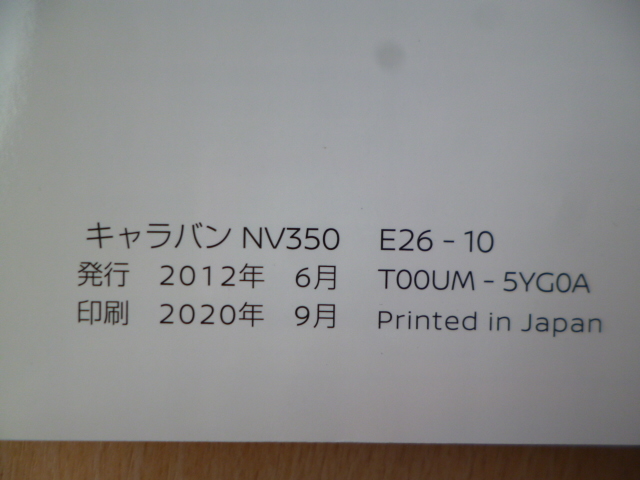 キャラバン NV350 E26 - 10
発行 2012年 6月 T00UM - 5YG0A
印刷 2020年 9月 Printed in Japan